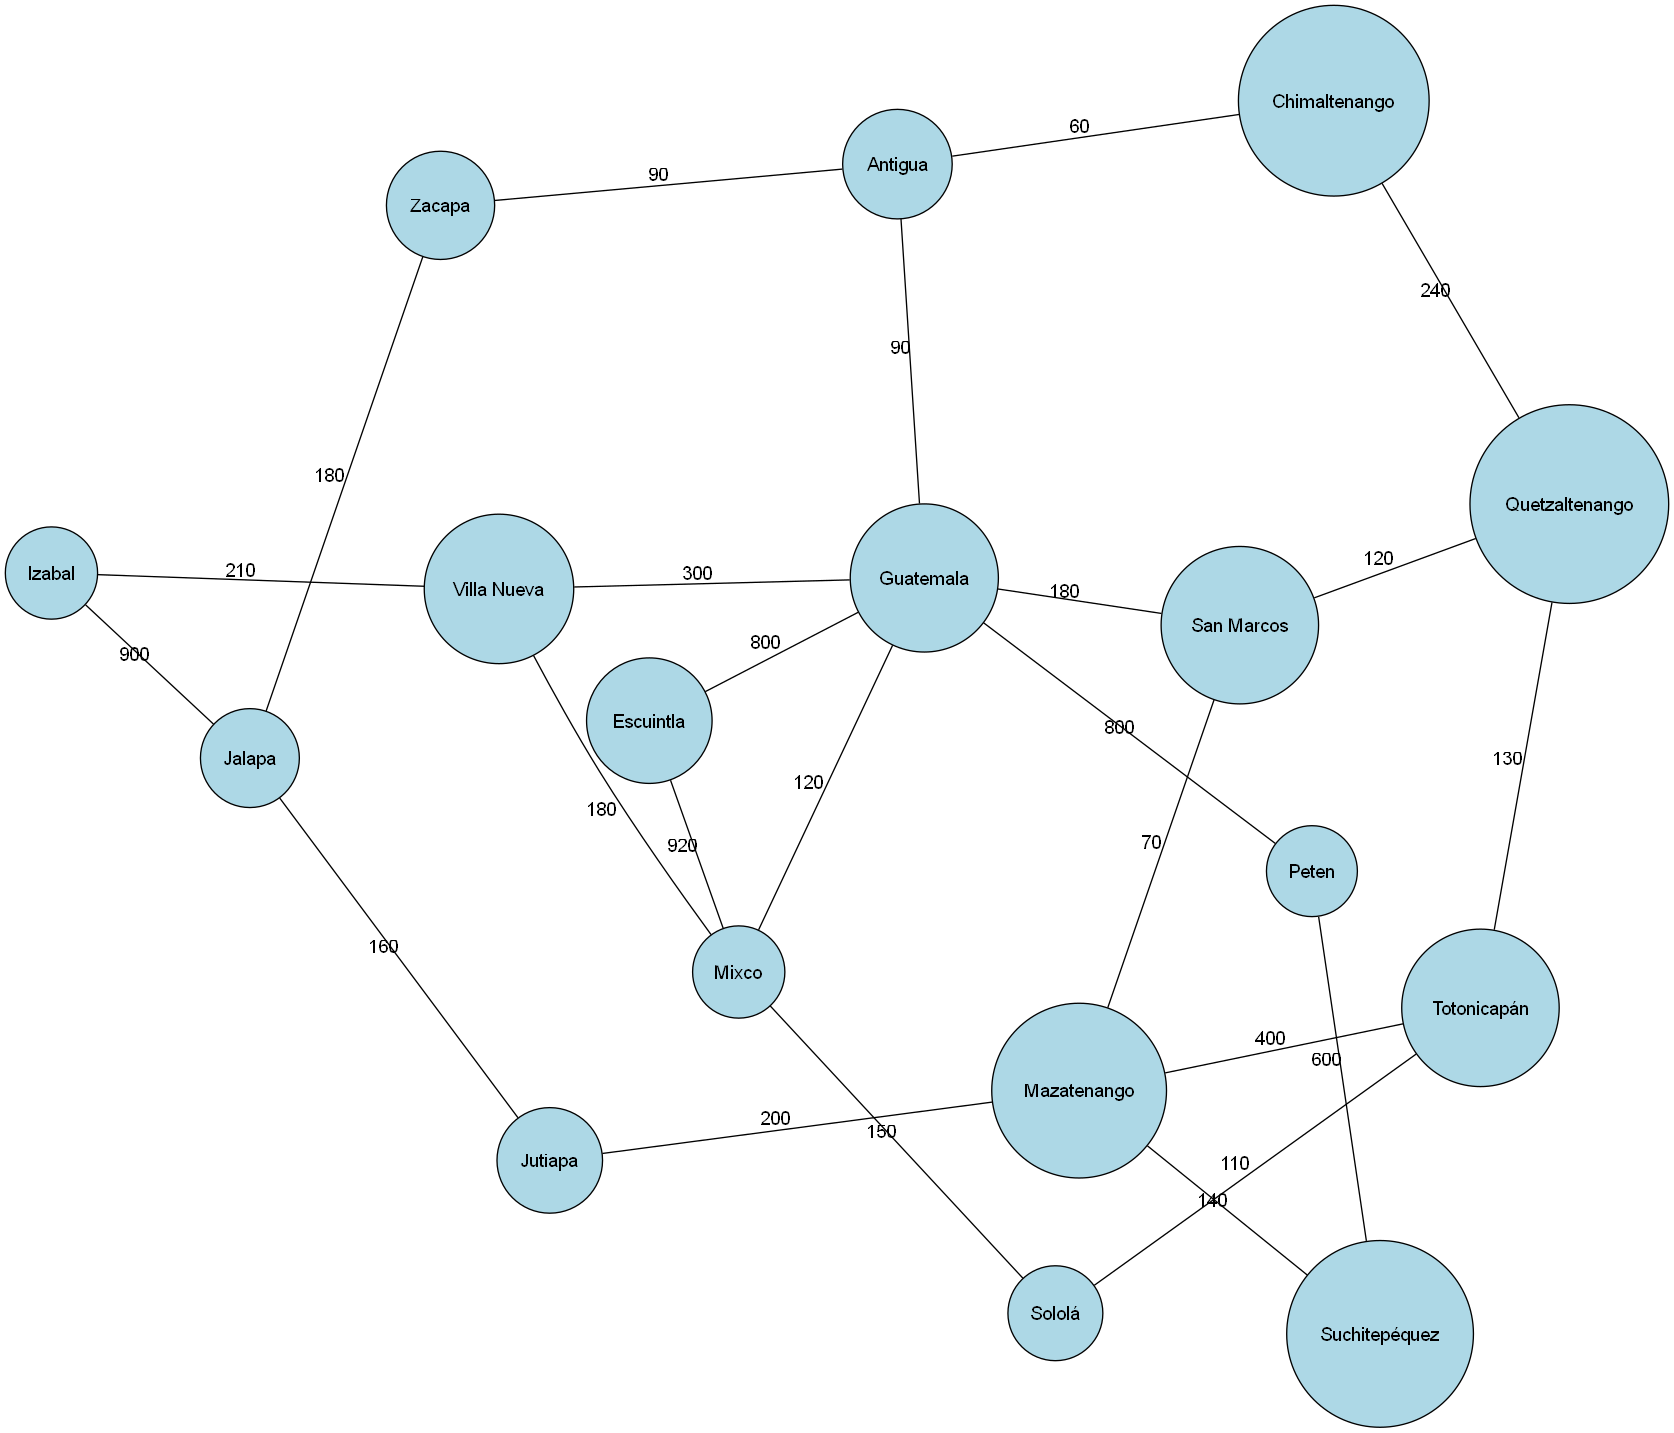 Chimaltenango
60
Antigua
90
Zacapa
240
90
180
Quetzaltenango
120
Izabal
210
Villa Nueva
300
Guatemala
180
San Marcos
900
800
Escuintla
800
Jalapa
130
120
180
920
70
Peten
160
Mixco
Totonicapán
400
600
Mazatenango
200
150
Jutiapa
110
140
Sololá
Suchitepéquez